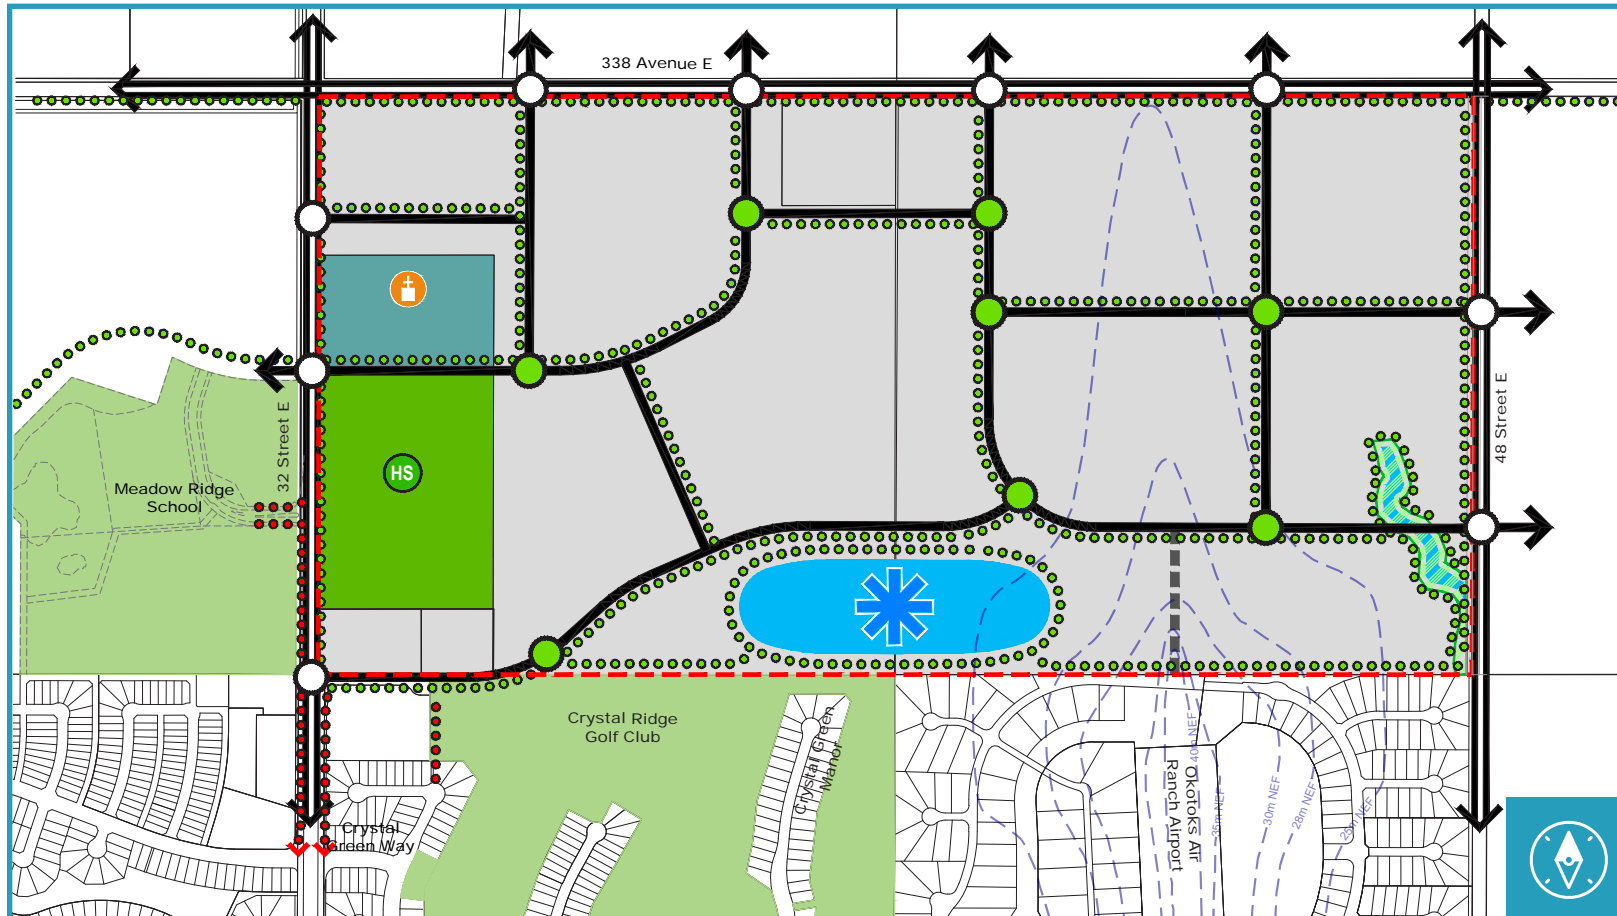 338 Avenue E
32 Street E
HS
48 Street E
Meadow Ridge
School
Crystal Ridge
Golf Club
Crystal Green
Manor
Crystal
Green Way
Okotoks Air
Ranch Airport
40m NEF
35m NEF
30m NEF
28m NEF
25m NEF